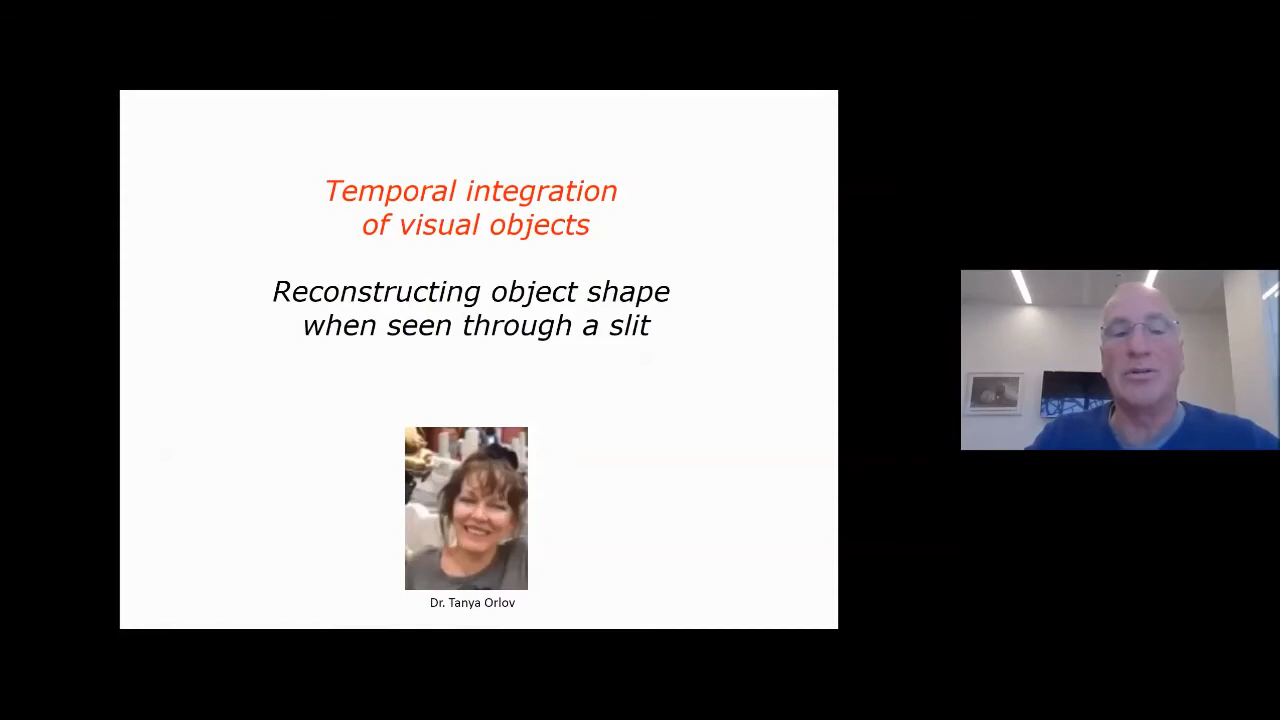 Temporal integration
of visual objects
Reconstructing object shape
when seen through a slit
Dr. Tanya Orlov